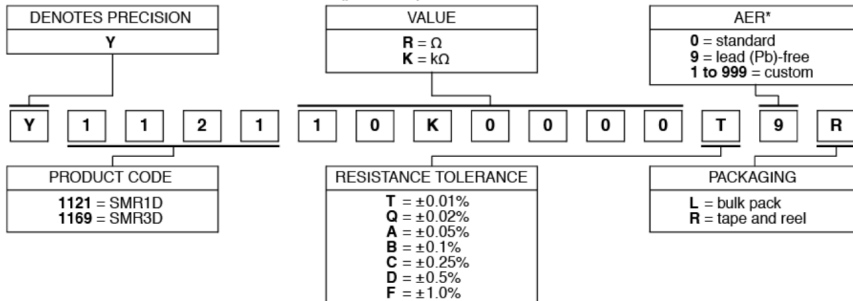 DENOTES PRECISION
Y
VALUE
R = Ω
K = kΩ
AER*
0 = standard
9 = lead (Pb)-free
1 to 999 = custom
Y 1 1 2 1 1 0 K 0 0 0 0 T 9 R
PRODUCT CODE
1121 = SMR1D
1169 = SMR3D
RESISTANCE TOLERANCE
T = ±0.01%
Q = ±0.02%
A = ±0.05%
B = ±0.1%
C = ±0.25%
D = ±0.5%
F = ±1.0%
PACKAGING
L = bulk pack
R = tape and reel